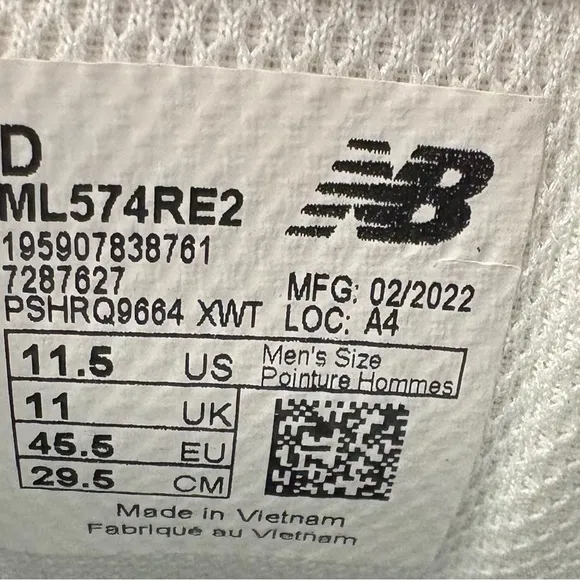 D
NB
ML574RE2
195907838761
7287627
PSHRQ9664 XWT
MFG: 02/2022
LOC: A4
11.5 US Men's Size
Pointure Hommes
11 UK
45.5 EU
29.5 CM
Made in Vietnam
Fabriqué au Vietnam